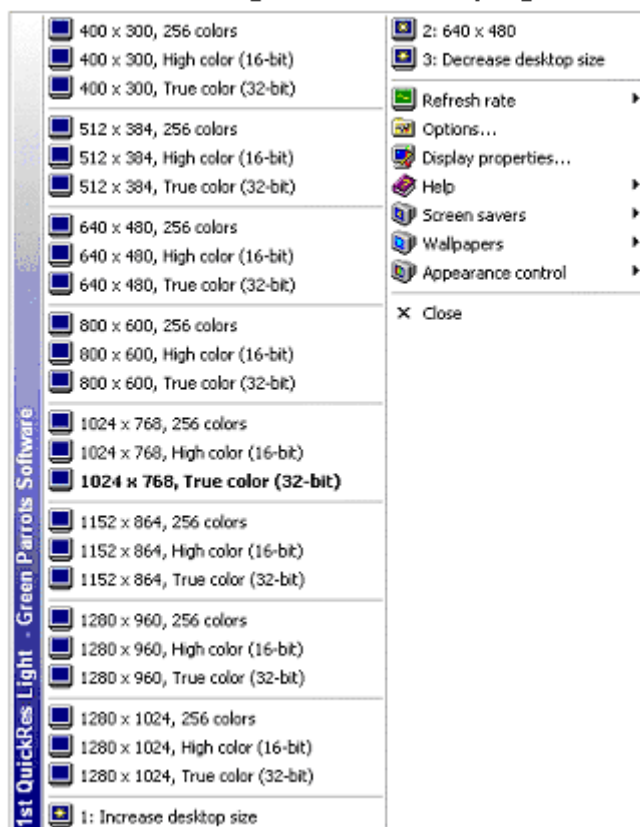 400 x 300, 256 colors
400 x 300, High color (16-bit)
400 x 300, True color (32-bit)
512 x 384, 256 colors
512 x 384, High color (16-bit)
512 x 384, True color (32-bit)
640 x 480, 256 colors
640 x 480, High color (16-bit)
640 x 480, True color (32-bit)
800 x 600, 256 colors
800 x 600, High color (16-bit)
800 x 600, True color (32-bit)
1024 x 768, 256 colors
1024 x 768, High color (16-bit)
1024 x 768, True color (32-bit)
1152 x 864, 256 colors
1152 x 864, High color (16-bit)
1152 x 864, True color (32-bit)
1280 x 960, 256 colors
1280 x 960, High color (16-bit)
1280 x 960, True color (32-bit)
1280 x 1024, 256 colors
1280 x 1024, High color (16-bit)
1280 x 1024, True color (32-bit)
1: Increase desktop size
2: 640 x 480
3: Decrease desktop size
Refresh rate
Options...
Display properties...
Help
Screen savers
Wallpapers
Appearance control
X Close
1st QuickRes Light - Green Parrots Software